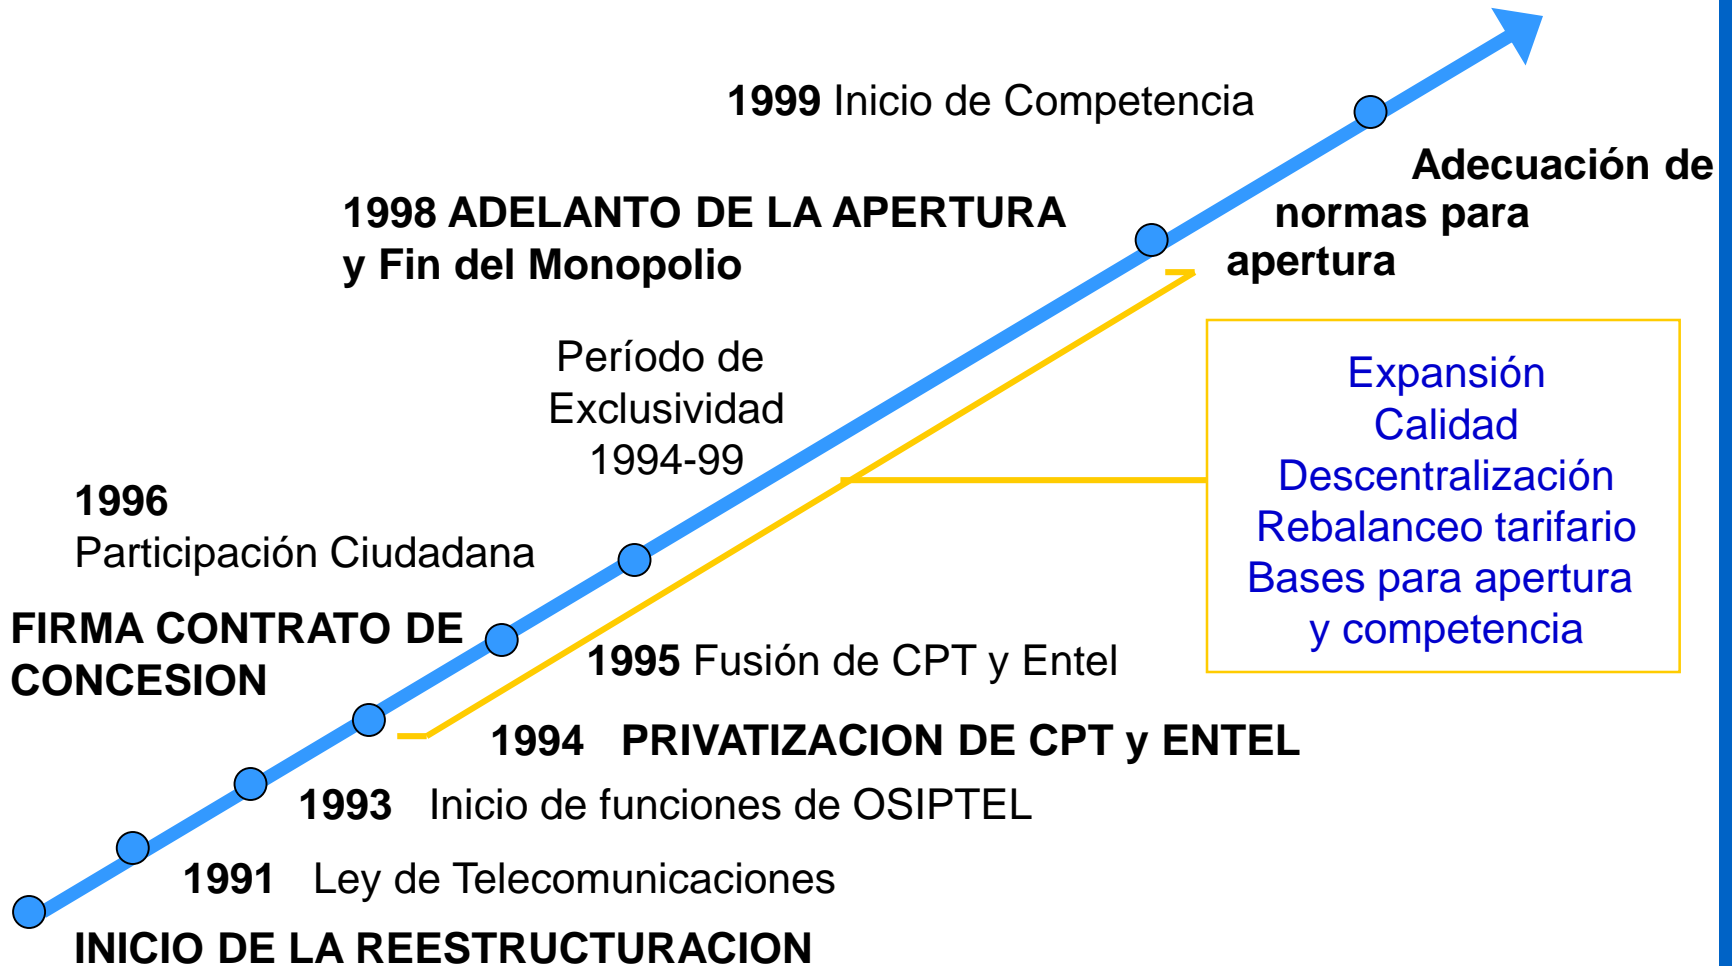 1999 Inicio de Competencia
Adecuación de
normas para
apertura
1998 ADELANTO DE LA APERTURA
y Fin del Monopolio
Período de
Exclusividad
1994-99
Expansión
Calidad
Descentralización
Rebalanceo tarifario
Bases para apertura
y competencia
1996
Participación Ciudadana
FIRMA CONTRATO DE
CONCESION
1995 Fusión de CPT y Entel
1994 PRIVATIZACION DE CPT y ENTEL
1993 Inicio de funciones de OSIPTEL
1991 Ley de Telecomunicaciones
INICIO DE LA REESTRUCTURACION